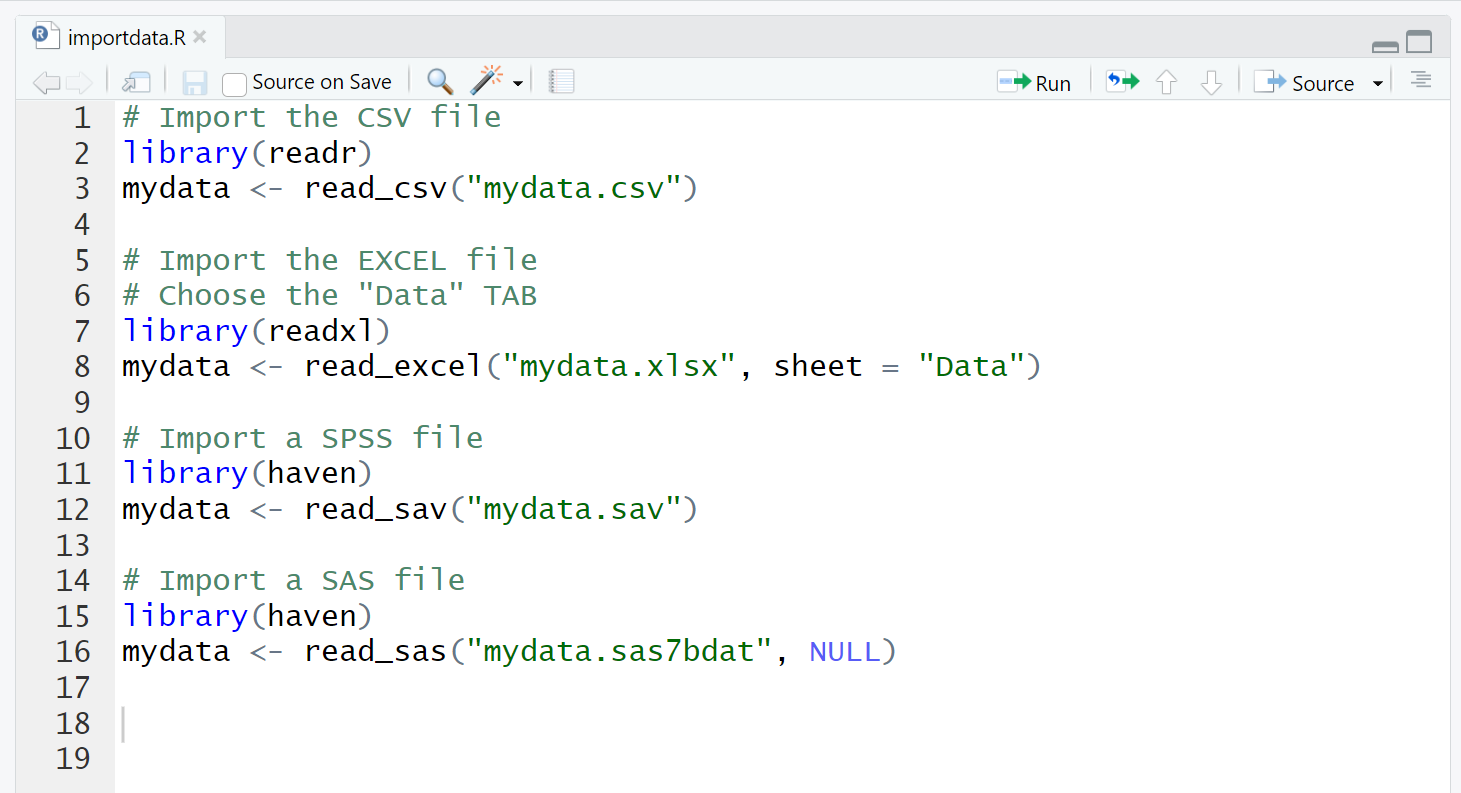 importdata.R
Source on Save
Run
Source
1 # Import the CSV file
2 library(readr)
3 mydata <- read_csv("mydata.csv")
4
5 # Import the EXCEL file
6 # Choose the "Data" TAB
7 library(readxl)
8 mydata <- read_excel("mydata.xlsx", sheet = "Data")
9
10 # Import a SPSS file
11 library(haven)
12 mydata <- read_sav("mydata.sav")
13
14 # Import a SAS file
15 library(haven)
16 mydata <- read_sas("mydata.sas7bdat", NULL)
17
18
19